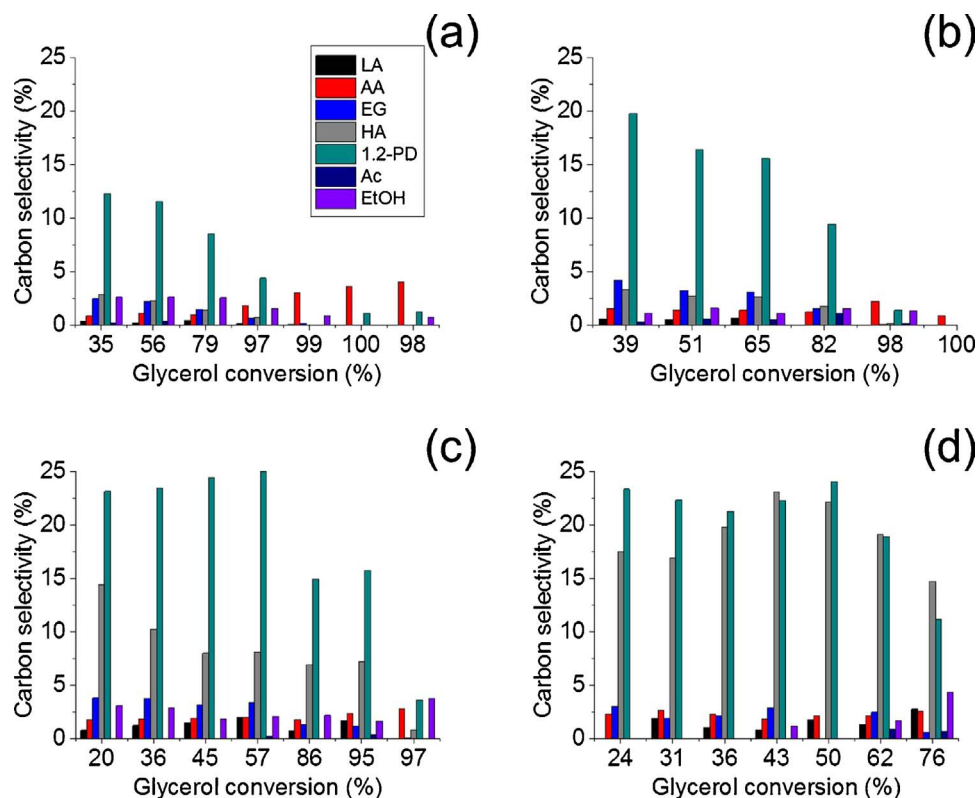 (a)
Carbon selectivity (%)
25
20
15
10
5
0
LA
AA
EG
HA
1.2-PD
Ac
EtOH
35 56 79 97 99 100 98
Glycerol conversion (%)
(b)
Carbon selectivity (%)
25
20
15
10
5
0
39 51 65 82 98 100
Glycerol conversion (%)
(c)
Carbon selectivity (%)
25
20
15
10
5
0
20 36 45 57 86 95 97
Glycerol conversion (%)
(d)
Carbon selectivity (%)
25
20
15
10
5
0
24 31 36 43 50 62 76
Glycerol conversion (%)